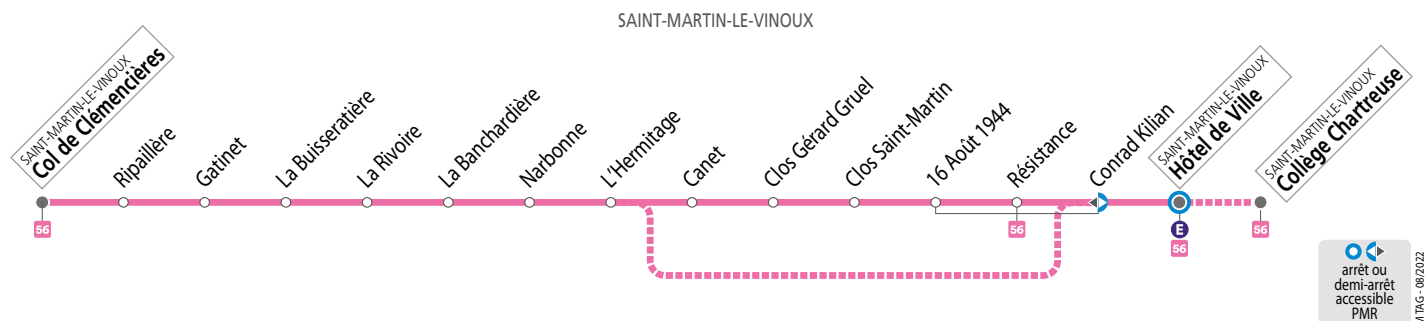 SAINT-MARTIN-LE-VINOUX
SAINT-MARTIN-LE-VINOUX
Col de Clémencières
Ripaillère
Gatinet
La Buisseratière
La Rivoire
La Banchardière
Narbonne
L'Hermitage
Canet
Clos Gérard Gruel
Clos Saint-Martin
16 Août 1944
Résistance
Conrad Kilian
SAINT-MARTIN-LE-VINOUX
Hôtel de Ville
SAINT-MARTIN-LE-VINOUX
Collège Chartreuse
56
56
E
56
56
arrêt ou
demi-arrêt
accessible
PMR
TAG - 08/2022